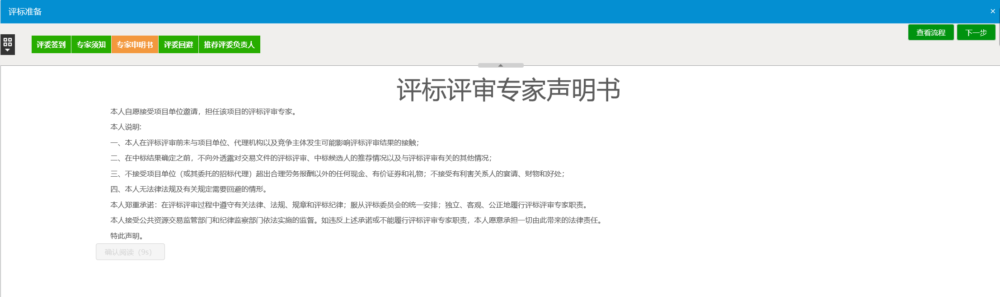 评标准备
×
查看流程
下一步
评委签到
专家须知
专家申明书
评委回避
推荐评委负责人
评标评审专家声明书
本人自愿接受项目单位邀请，担任该项目的评标评审专家。
本人说明:
一、本人在评标评审前未与项目单位、代理机构以及竞争主体发生可能影响评标评审结果的接触；
二、在中标结果确定之前，不向外透露对交易文件的评标评审、中标候选人的推荐情况以及与评标评审有关的其他情况；
三、不接受项目单位（或其委托的招标代理）超出合理劳务报酬以外的任何现金、有价证券和礼物；不接受有利害关系人的宴请、财物和好处；
四、本人无法律法规及有关规定需要回避的情形。
本人郑重承诺：在评标评审过程中遵守有关法律、法规、规章和评标纪律；服从评标委员会的统一安排；独立、客观、公正地履行评标评审专家职责。
本人接受公共资源交易监管部门和纪律监察部门依法实施的监督。如违反上述承诺或不能履行评标评审专家职责，本人愿意承担一切由此带来的法律责任。
特此声明。
确认阅读（9s）